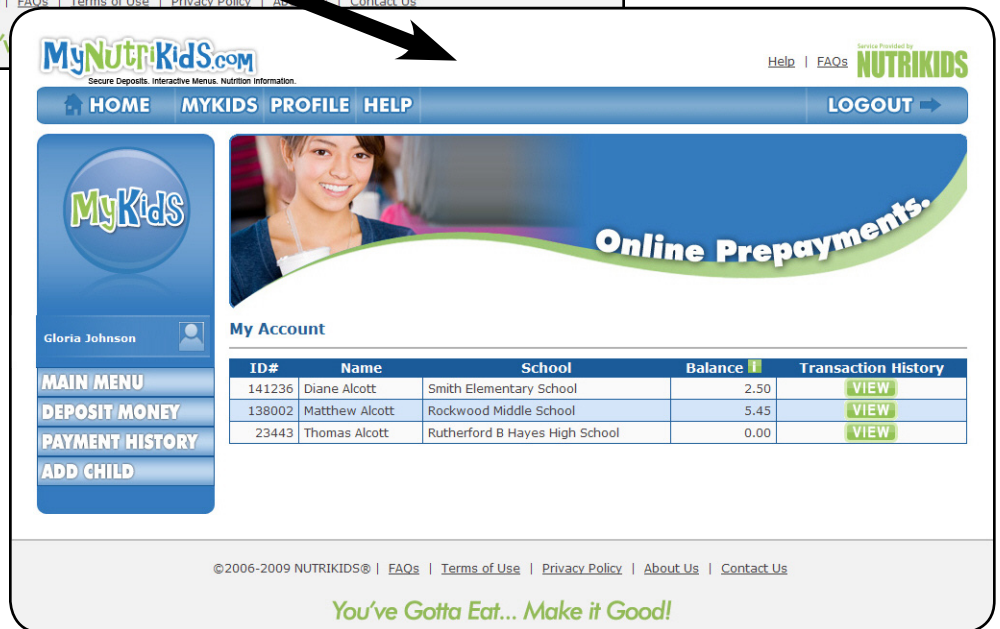 | FAQs | Terms of Use | Privacy Policy | About Us | Contact Us
MyNutriKids.com
Secure Deposits. Interactive Menus. Nutrition Information.
Help | FAQs
Service Provided by
NUTRIKIDS
HOME MYKIDS PROFILE HELP LOGOUT
MyKids
Online Prepayments.
Gloria Johnson
MAIN MENU
DEPOSIT MONEY
PAYMENT HISTORY
ADD CHILD
My Account
ID# Name School Balance i Transaction History
141236 Diane Alcott Smith Elementary School 2.50 VIEW
138002 Matthew Alcott Rockwood Middle School 5.45 VIEW
23443 Thomas Alcott Rutherford B Hayes High School 0.00 VIEW
©2006-2009 NUTRIKIDS® | FAQs | Terms of Use | Privacy Policy | About Us | Contact Us
You've Gotta Eat... Make it Good!